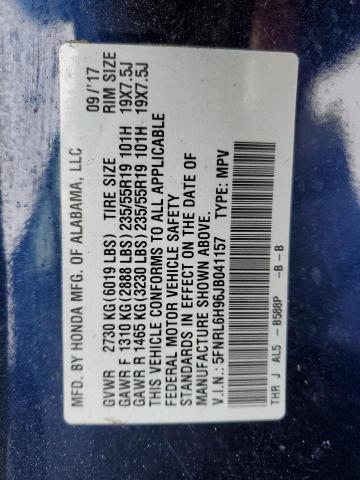 MFD. BY HONDA MFG. OF ALABAMA, LLC 09/'17
GVWR 2730 KG(6019 LBS) TIRE SIZE RIM SIZE
GAWR F 1310 KG(2888 LBS)235/55R19 101H 19X7.5J
GAWR R 1465 KG(3230 LBS)235/55R19 101H 19X7.5J
THIS VEHICLE CONFORMS TO ALL APPLICABLE
FEDERAL MOTOR VEHICLE SAFETY
STANDARDS IN EFFECT ON THE DATE OF
MANUFACTURE SHOWN ABOVE.
V.I.N.: 5FNRL6H96JB041157 TYPE: MPV
THR J AL5 - B588P -B -B